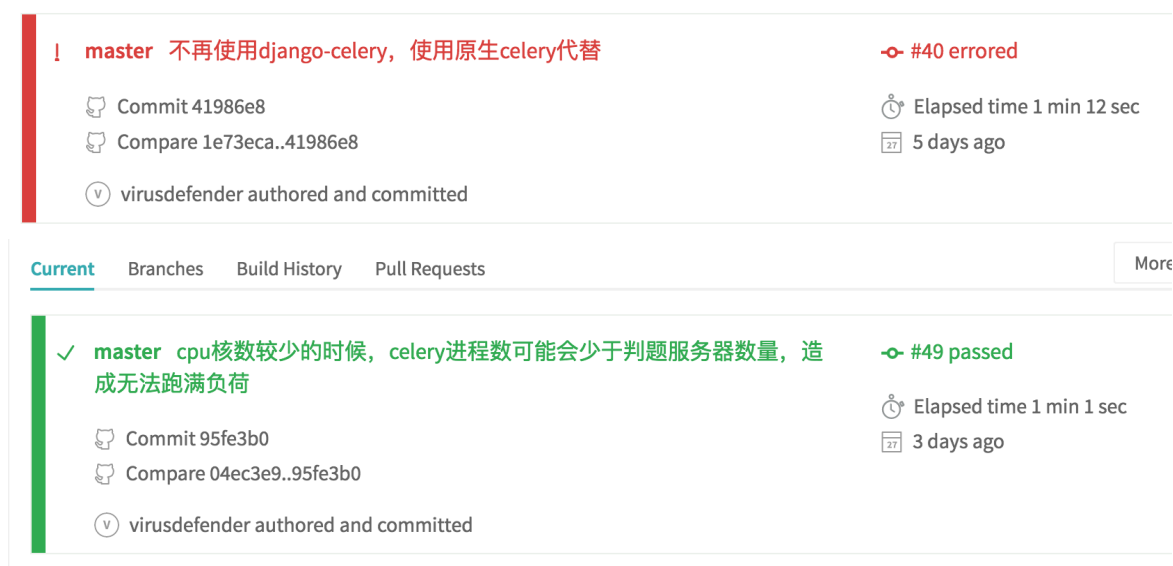 ! master 不再使用django-celery，使用原生celery代替
#40 errored
Commit 41986e8
Elapsed time 1 min 12 sec
Compare 1e73eca..41986e8
27 5 days ago
V virusdefender authored and committed
Current Branches Build History Pull Requests
More
master cpu核数较少的时候，celery进程数可能会少于判题服务器数量，造
成无法跑满负荷
#49 passed
Commit 95fe3b0
Elapsed time 1 min 1 sec
Compare 04ec3e9..95fe3b0
27 3 days ago
V virusdefender authored and committed